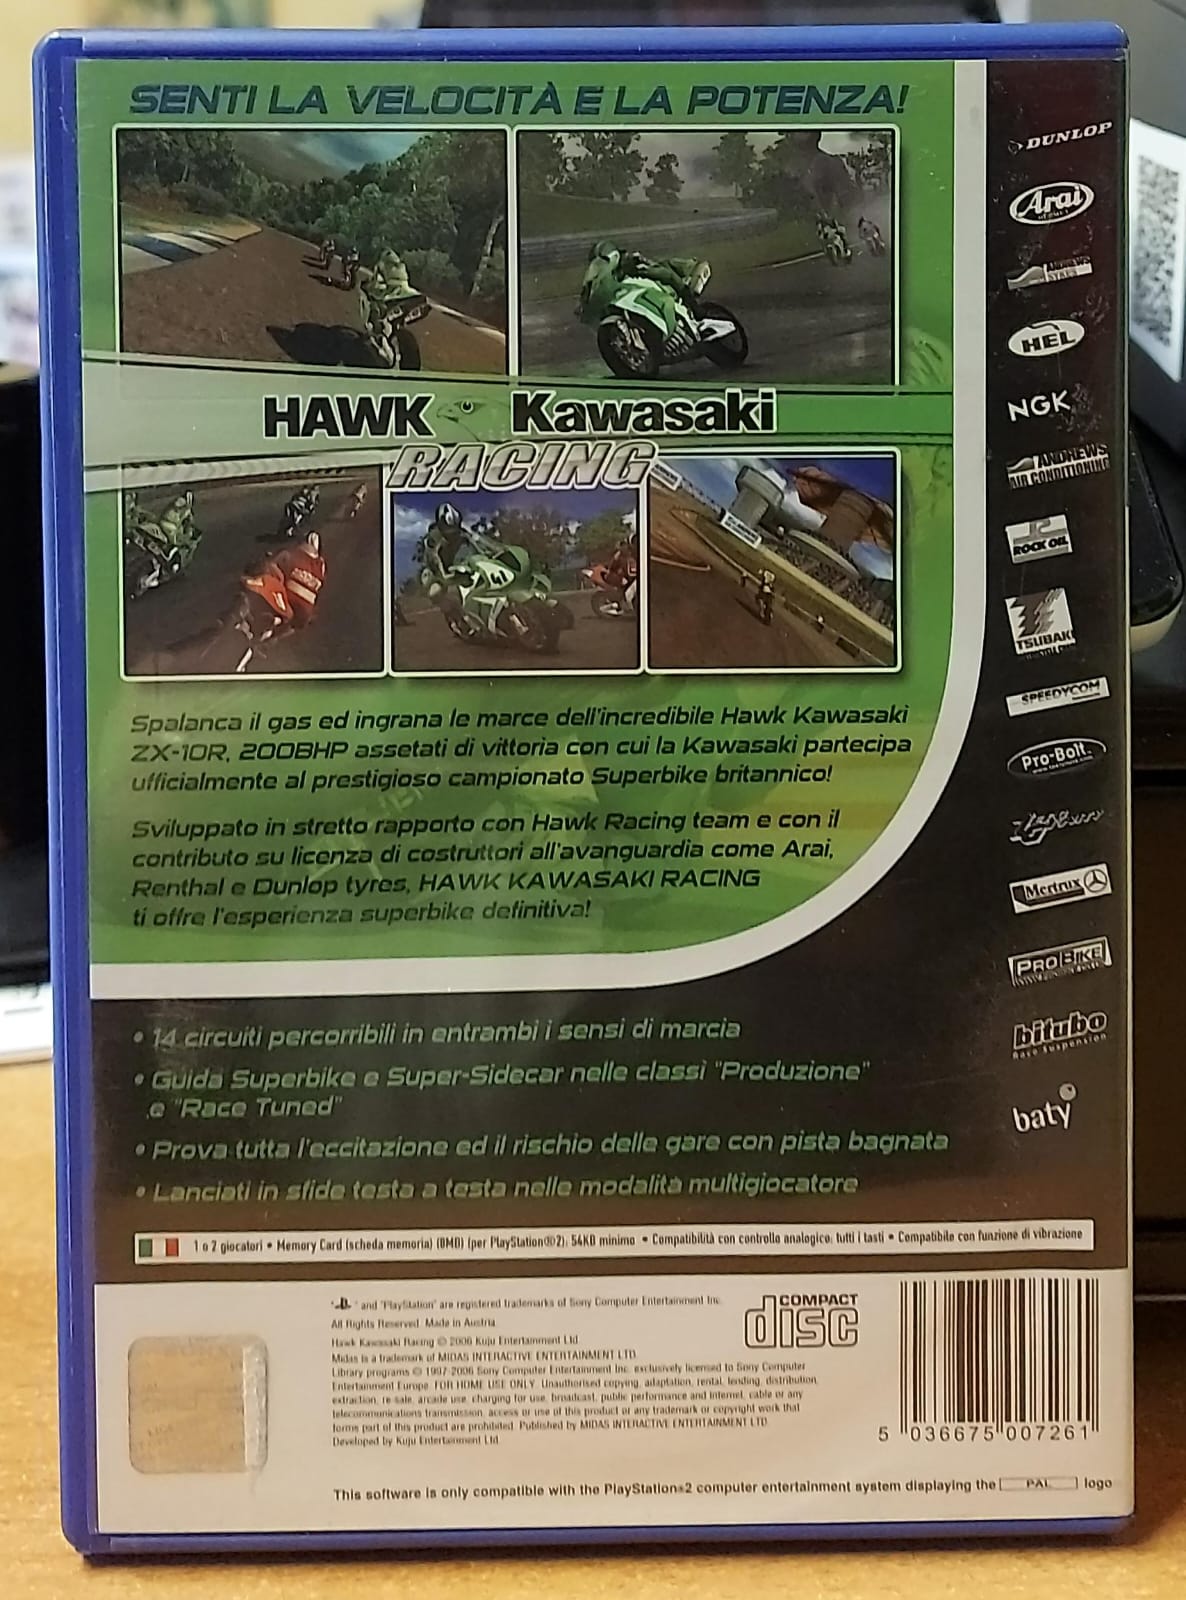 SENTI LA VELOCITÀ E LA POTENZA!
HAWK Kawasaki
RACING
Spalanca il gas ed ingrana le marce dell'incredibile Hawk Kawasaki
ZX-10R, 200BHP assetati di vittoria con cui la Kawasaki partecipa
ufficialmente al prestigioso campionato Superbike britannico!
Sviluppato in stretto rapporto con Hawk Racing team e con il
contributo su licenza di costruttori all'avanguardia come Arai,
Renthal e Dunlop tyres, HAWK KAWASAKI RACING
ti offre l'esperienza superbike definitiva!
• 14 circuiti percorribili in entrambi i sensi di marcia
• Guida Superbike e Super-Sidecar nelle classi "Produzione"
e "Race Tuned"
• Prova tutta l'eccitazione ed il rischio delle gare con pista bagnata
• Lanciati in sfide testa a testa nelle modalità multigiocatore
DUNLOP
Arai
HEL
NGK
ANDREWS
AIR CONDITIONING
ROCK OIL
TSUBAKI
SPEEDYCOM
Pro-Bolt
Mertrux
PROBIKE
bitubo
Race Suspension
baty
1 o 2 giocatori • Memory Card (scheda memoria) (8MB) (per PlayStation®2): 54KB minimo • Compatibilità con controllo analogico: tutti i tasti • Compatibile con funzione di vibrazione
" " and "PlayStation" are registered trademarks of Sony Computer Entertainment Inc.
All Rights Reserved. Made in Austria.
Hawk Kawasaki Racing © 2006 Kuju Entertainment Ltd.
Midas is a trademark of MIDAS INTERACTIVE ENTERTAINMENT LTD.
Library programs © 1997-2006 Sony Computer Entertainment Inc. exclusively licensed to Sony Computer
Entertainment Europe. FOR HOME USE ONLY. Unauthorised copying, adaptation, rental, lending, distribution,
extraction, re-sale, arcade use, charging for use, broadcast, public performance and internet, cable or any
telecommunications transmission, access or use of this product or any trademark or copyright work that
forms part of this product are prohibited. Published by MIDAS INTERACTIVE ENTERTAINMENT LTD.
Developed by Kuju Entertainment Ltd.
COMPACT
disc
5 036675 007261
This software is only compatible with the PlayStation®2 computer entertainment system displaying the PAL logo